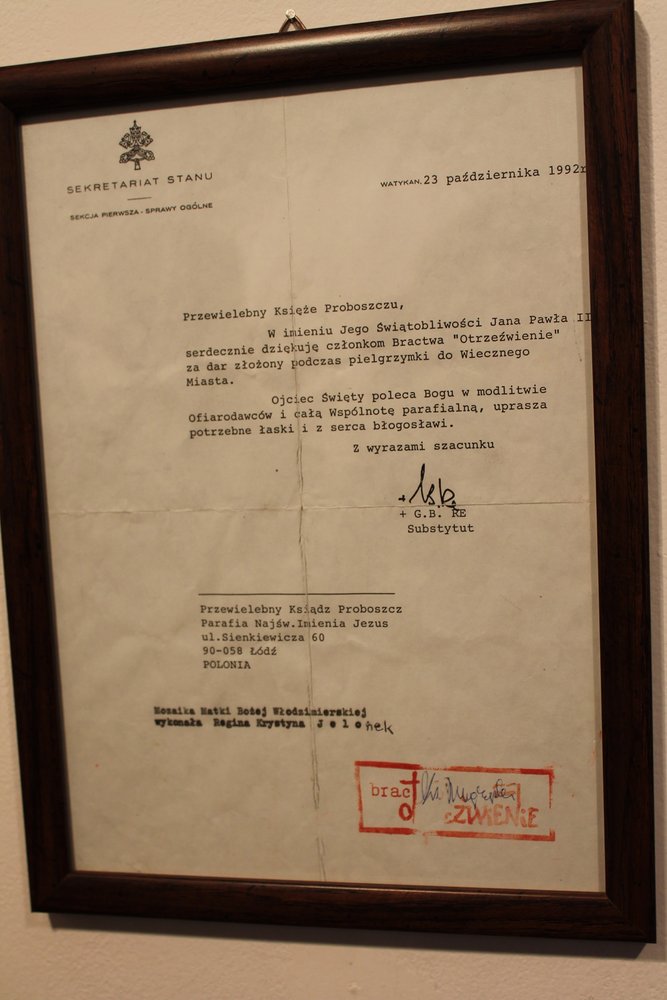 SEKRETARIAT STANU
SEKCJA PIERWSZA - SPRAWY OGÓLNE
WATYKAN, 23 października 1992r
Przewielebny Księże Proboszczu,
W imieniu Jego Świątobliwości Jana Pawła II
serdecznie dziękuję członkom Bractwa "Otrzeźwienie"
za dar złożony podczas pielgrzymki do Wiecznego
Miasta.
Ojciec Święty poleca Bogu w modlitwie
Ofiarodawców i całą Wspólnotę parafialną, uprasza
potrzebne łaski i z serca błogosławi.
Z wyrazami szacunku
+ G.B. RE
Substytut
Przewielebny Ksiądz Proboszcz
Parafia Najśw.Imienia Jezus
ul.Sienkiewicza 60
90-058 Łódź
POLONIA
Mozaika Matki Bożej Włodzimierskiej
wykonała Regina Krystyna J e l o nek
bract